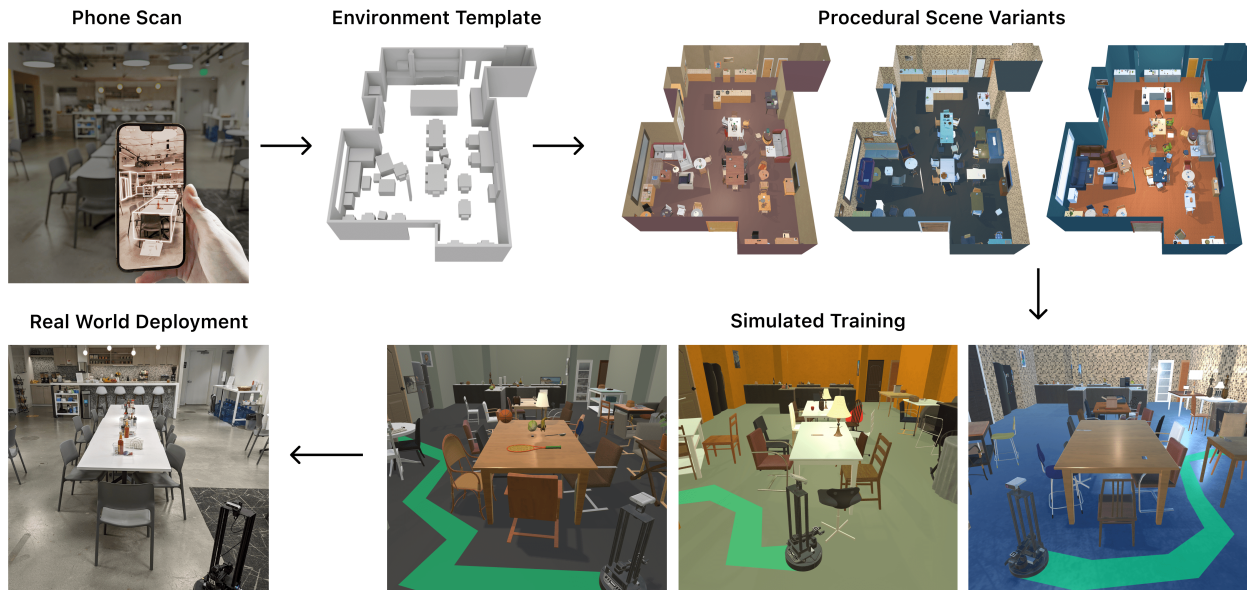 Phone Scan
Environment Template
Procedural Scene Variants
Real World Deployment
Simulated Training